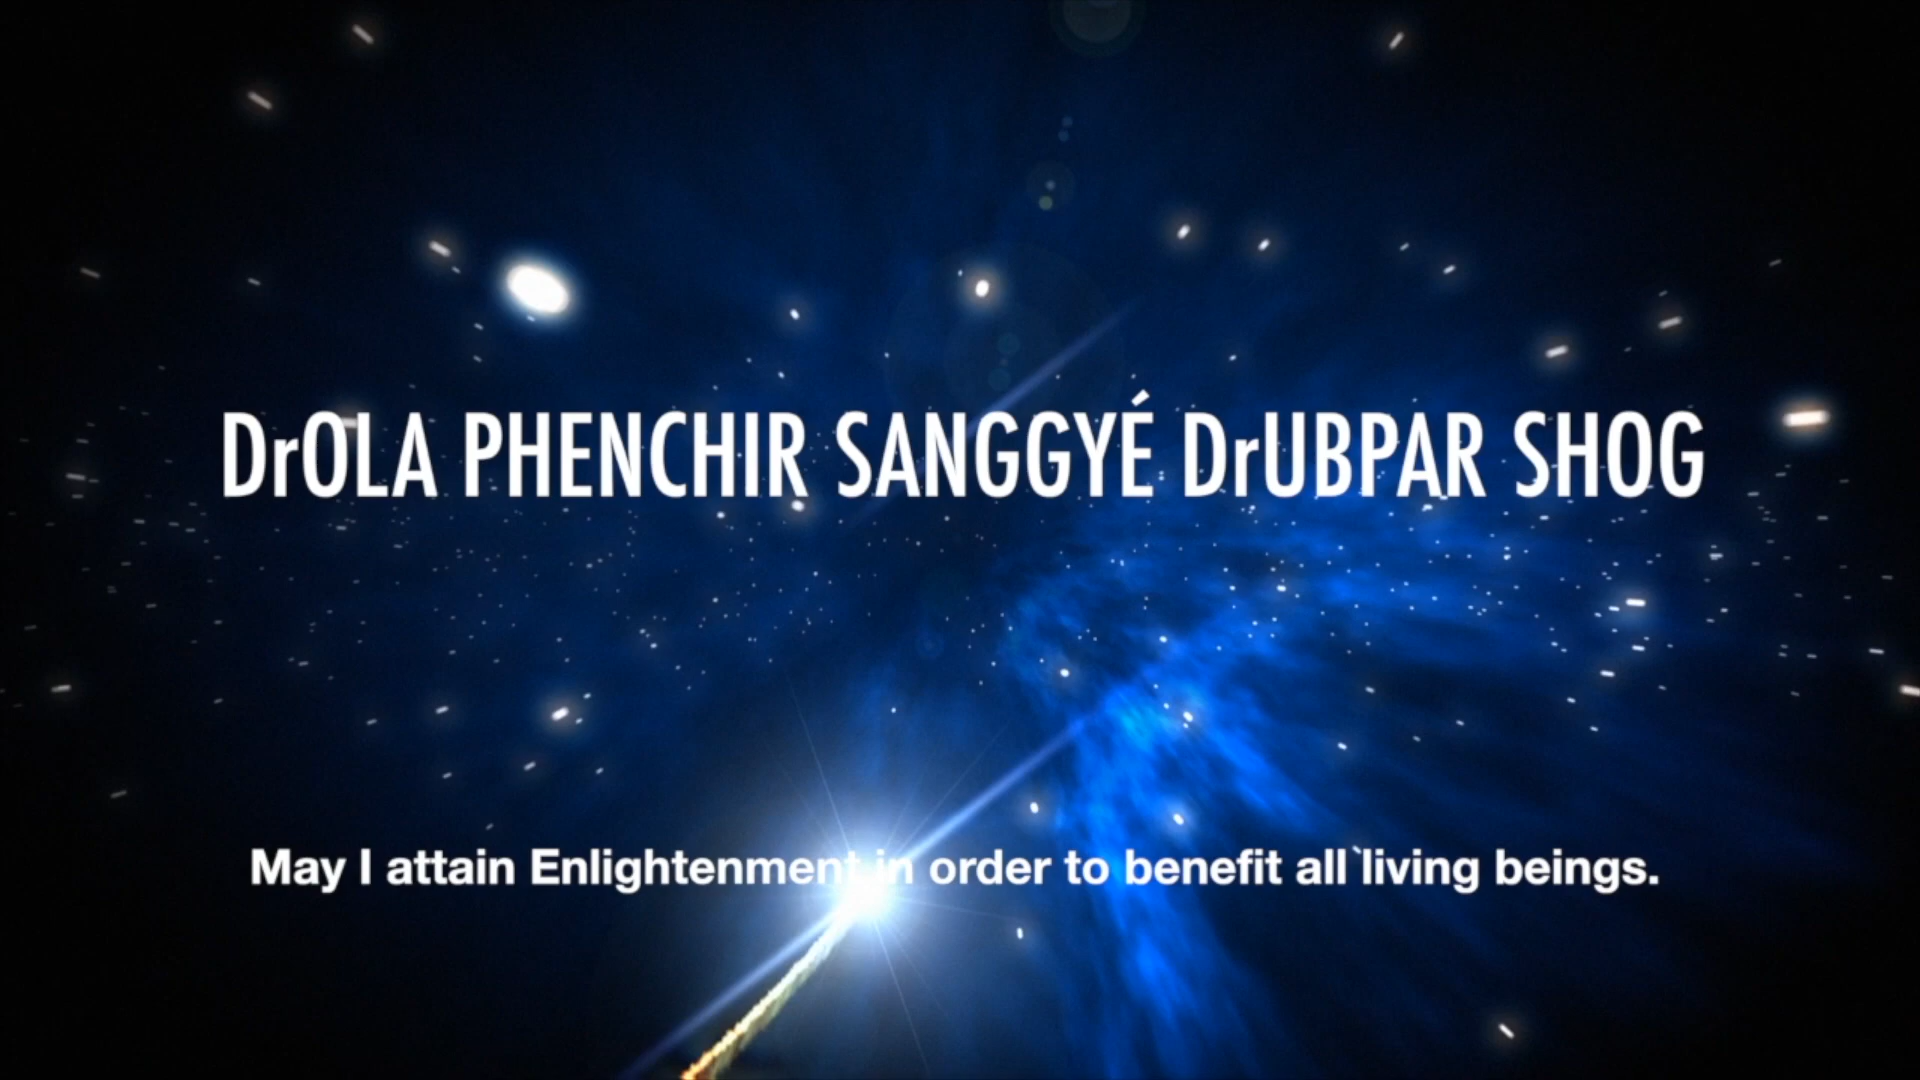 DrOLA PHENCHIR SANGGYÉ DrUBPAR SHOG
May I attain Enlightenment in order to benefit all living beings.